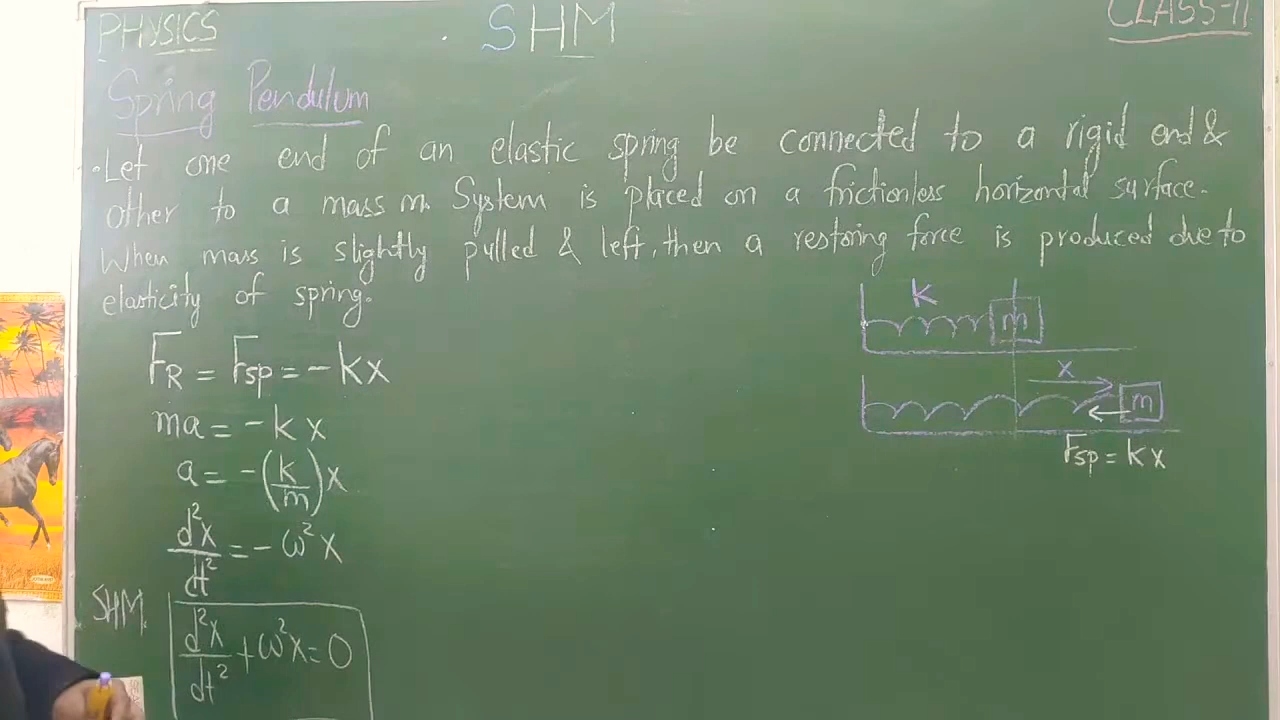 PHYSICS
SHM
CLASS-11
Spring Pendulum
• Let one end of an elastic spring be connected to a rigid end &
other to a mass m. System is placed on a frictionless horizontal surface.
When mass is slightly pulled & left, then a restoring force is produced due to
elasticity of spring.
K
m
x
m
Fsp = kx
F_R = Fsp = -kx
ma = -kx
a = -(k/m)x
d²x/dt² = -ω²x
SHM
d²x/dt² + ω²x = 0